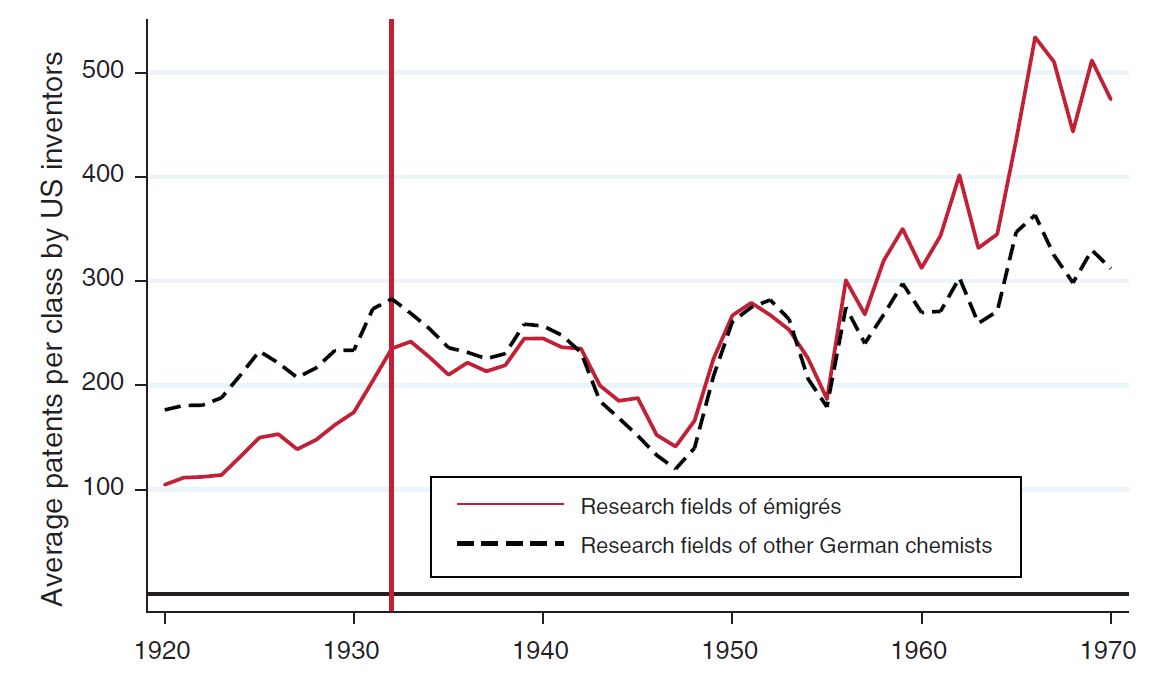 Average patents per class by US inventors
500
400
300
200
100
Research fields of émigrés
Research fields of other German chemists
1920 1930 1940 1950 1960 1970